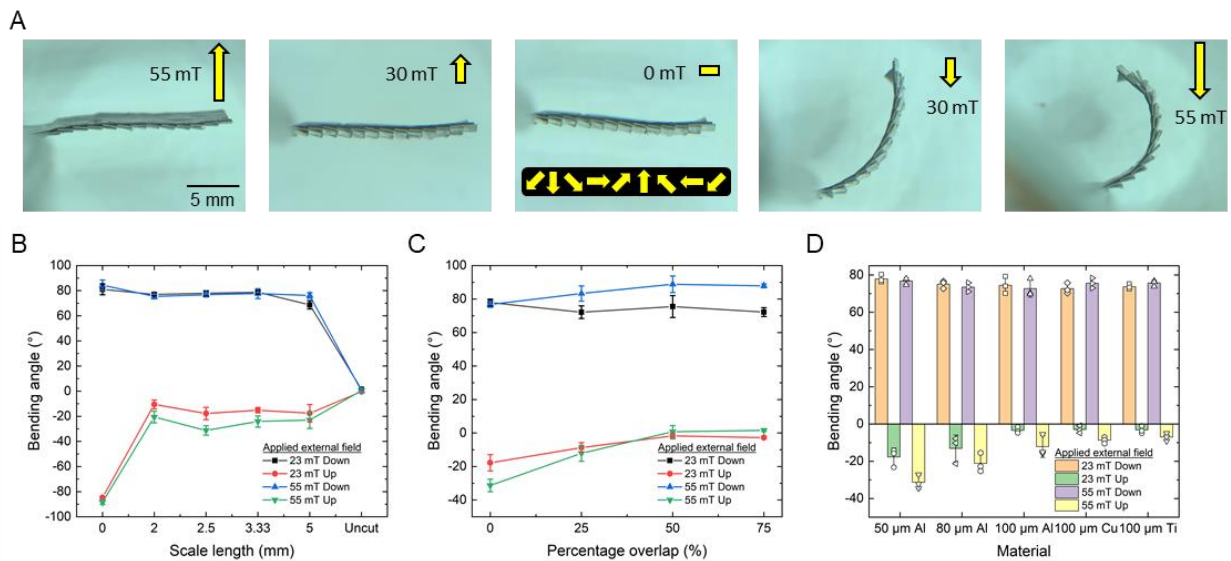 A
55 mT
30 mT
0 mT
30 mT
55 mT
5 mm
B
Bending angle (°)
100
80
60
40
20
0
-20
-40
-60
-80
-100
Applied external field
23 mT Down
23 mT Up
55 mT Down
55 mT Up
0 2 2.5 3.33 5 Uncut
Scale length (mm)
C
Bending angle (°)
100
80
60
40
20
0
-20
-40
Applied external field
23 mT Down
23 mT Up
55 mT Down
55 mT Up
0 25 50 75
Percentage overlap (%)
D
Bending angle (°)
80
60
40
20
0
-20
-40
Applied external field
23 mT Down
23 mT Up
55 mT Down
55 mT Up
50 µm Al 80 µm Al 100 µm Al 100 µm Cu 100 µm Ti
Material